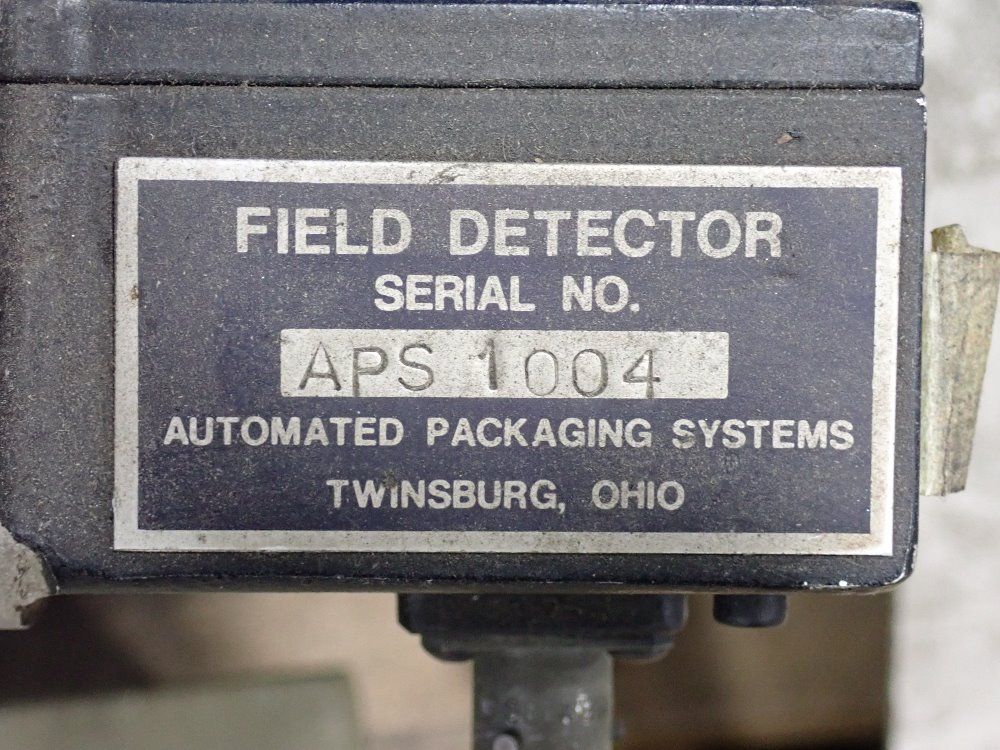 FIELD DETECTOR
SERIAL NO.
APS 1004
AUTOMATED PACKAGING SYSTEMS
TWINSBURG, OHIO